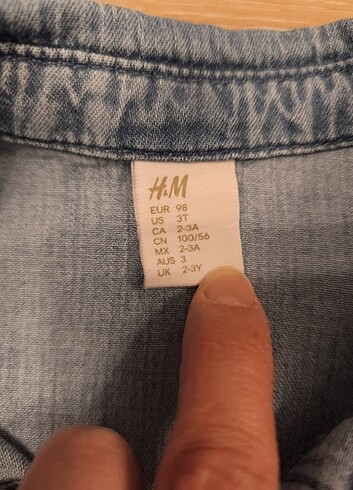 H&M
EUR 98
US 3T
CA 2-3A
CN 100/56
MX 2-3A
AUS 3
UK 2-3Y